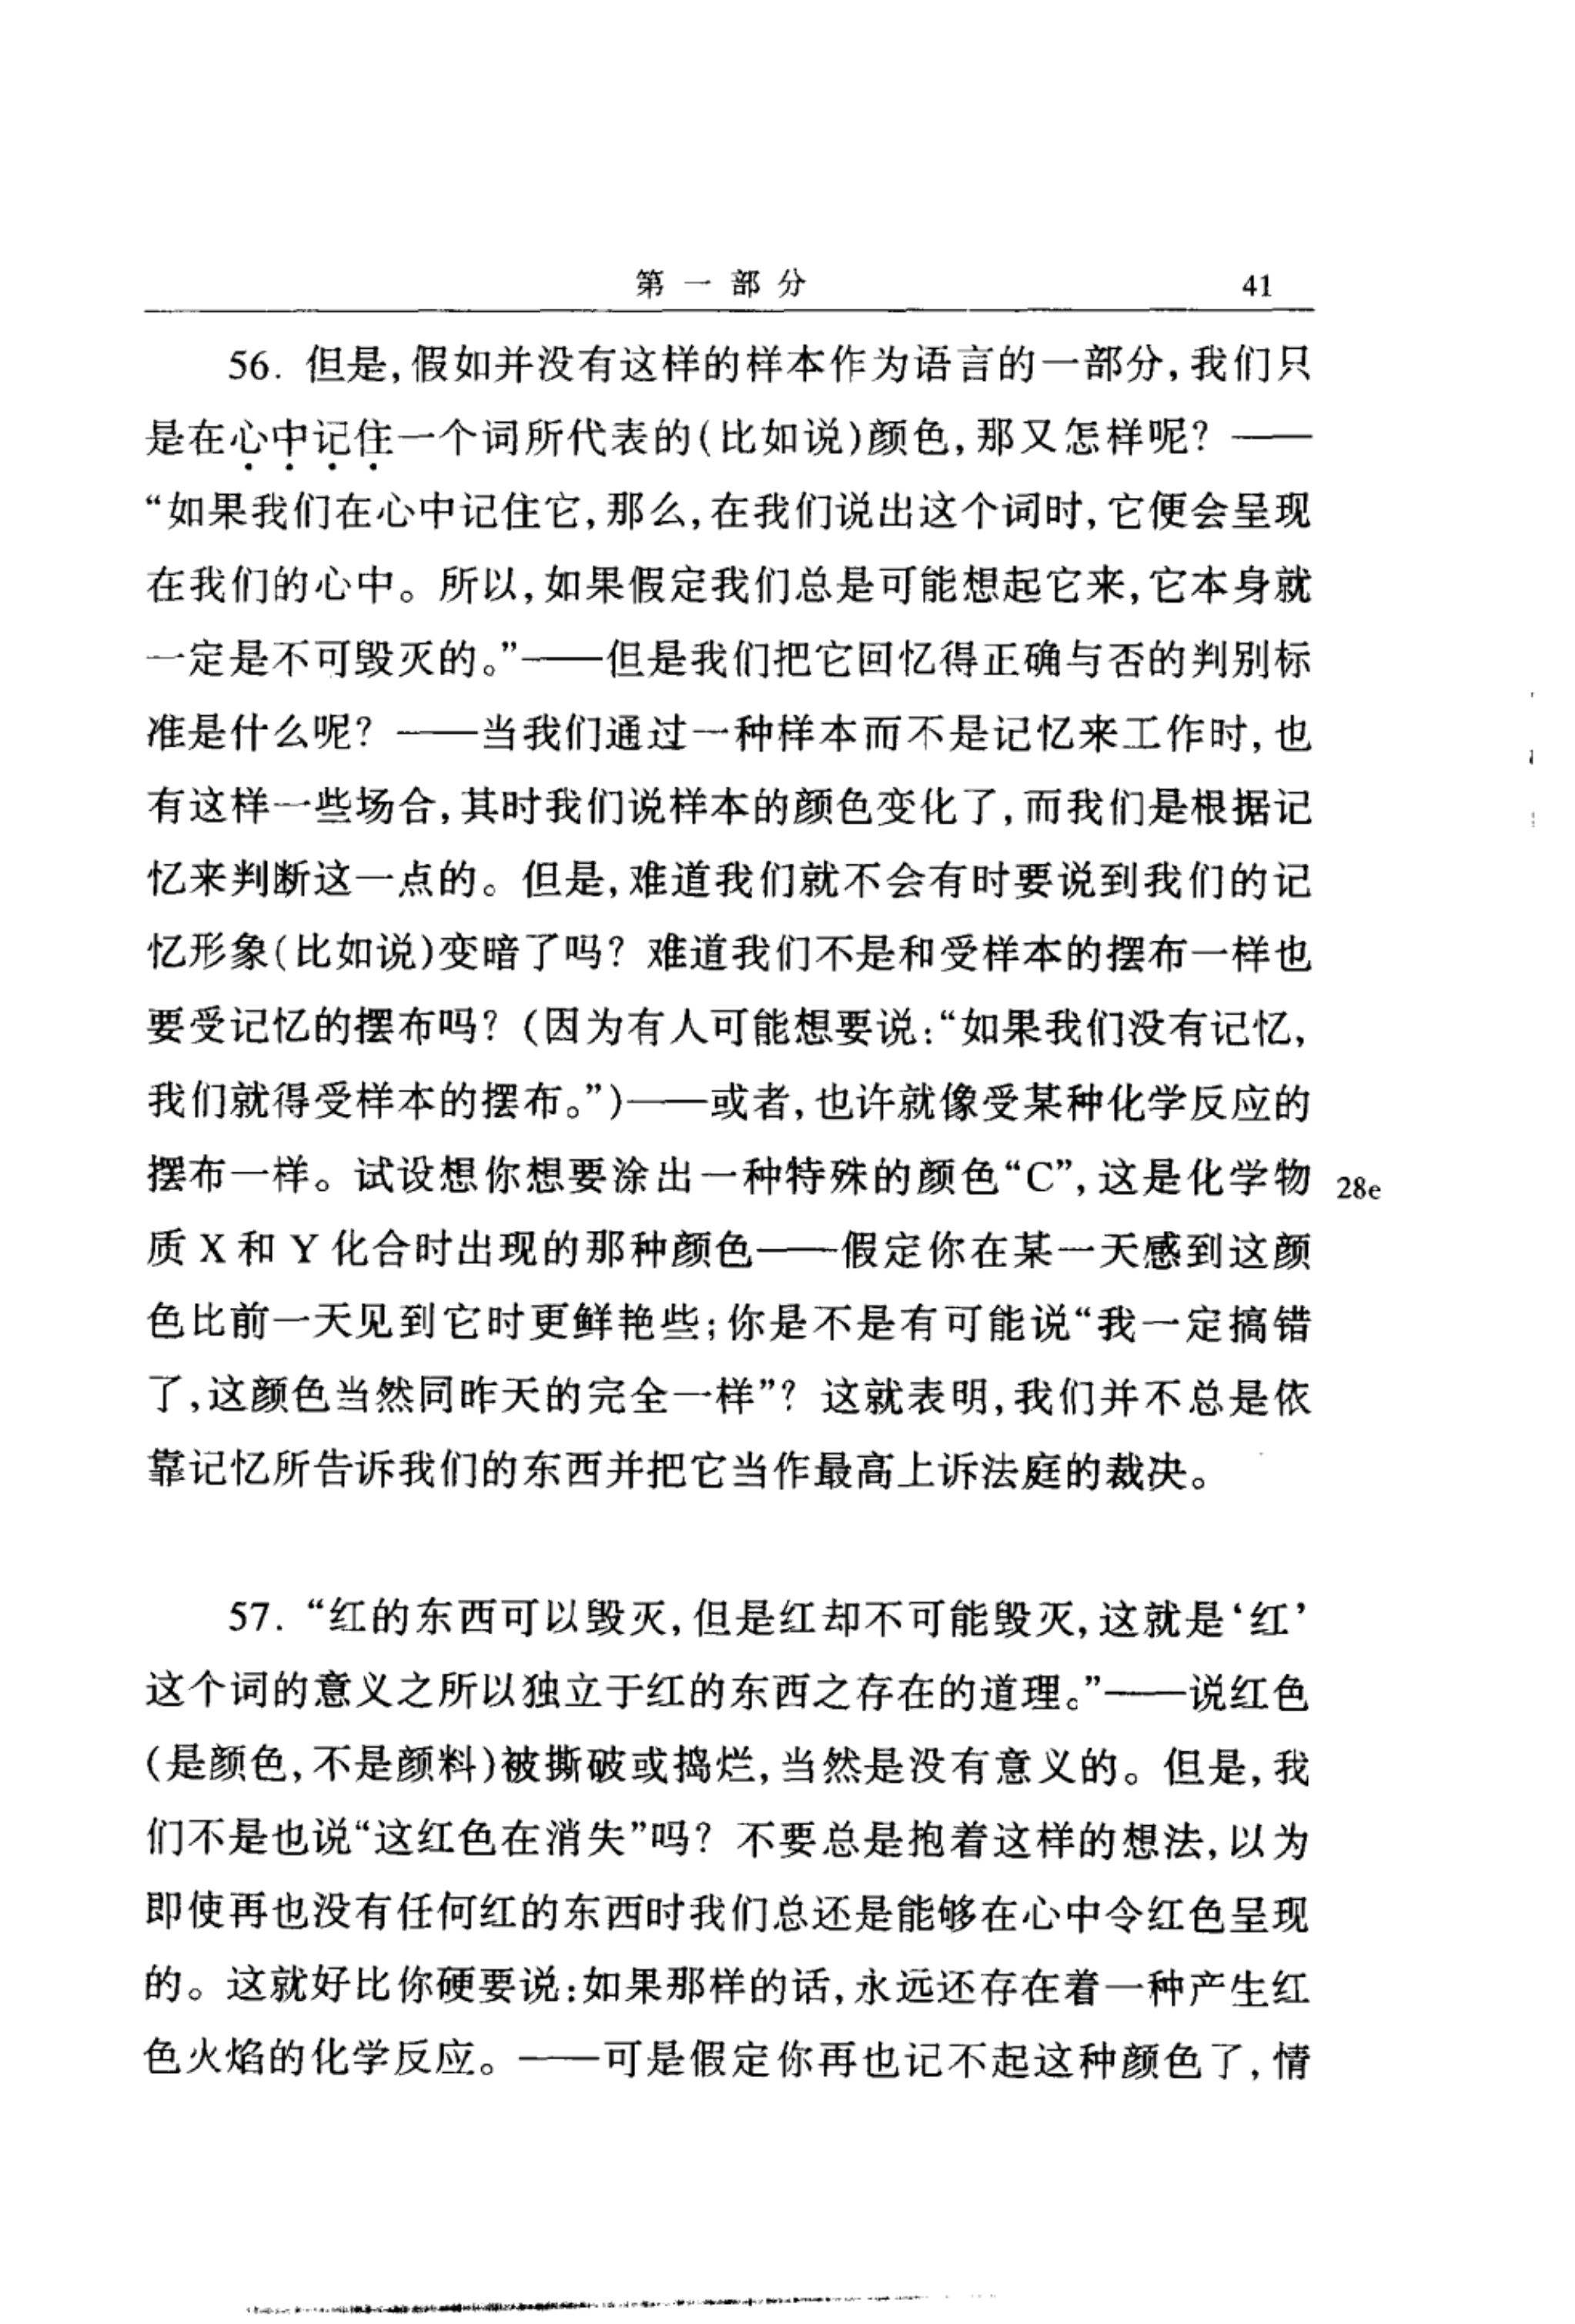 第一部分 41
56. 但是,假如并没有这样的样本作为语言的一部分,我们只
是在心中记住一个词所代表的(比如说)颜色,那又怎样呢? ——
“如果我们在心中记住它,那么,在我们说出这个词时,它便会呈现
在我们的心中。所以,如果假定我们总是可能想起它来,它本身就
一定是不可毁灭的。”——但是我们把它回忆得正确与否的判别标
准是什么呢? ——当我们通过一种样本而不是记忆来工作时,也
有这样一些场合,其时我们说样本的颜色变化了,而我们是根据记
忆来判断这一点的。但是,难道我们就不会有时要说到我们的记
忆形象(比如说)变暗了吗? 难道我们不是和受样本的摆布一样也
要受记忆的摆布吗? (因为有人可能想要说:“如果我们没有记忆,
我们就得受样本的摆布。”)——或者,也许就像受某种化学反应的
摆布一样。试设想你想要涂出一种特殊的颜色“C”,这是化学物 28e
质 X 和 Y 化合时出现的那种颜色——假定你在某一天感到这颜
色比前一天见到它时更鲜艳些;你是不是有可能说“我一定搞错
了,这颜色当然同昨天的完全一样”? 这就表明,我们并不总是依
靠记忆所告诉我们的东西并把它当作最高上诉法庭的裁决。
57. “红的东西可以毁灭,但是红却不可能毁灭,这就是‘红’
这个词的意义之所以独立于红的东西之存在的道理。”——说红色
(是颜色,不是颜料)被撕破或捣烂,当然是没有意义的。但是,我
们不是也说“这红色在消失”吗? 不要总是抱着这样的想法,以为
即使再也没有任何红的东西时我们总还是能够在心中令红色呈现
的。这就好比你硬要说:如果那样的话,永远还存在着一种产生红
色火焰的化学反应。——可是假定你再也记不起这种颜色了,情